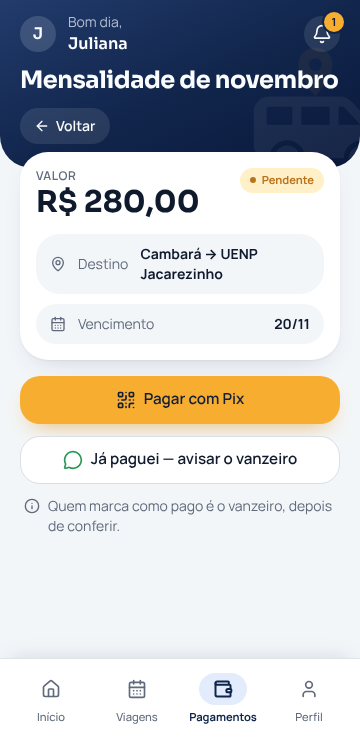 J
Bom dia,
Juliana
1
Mensalidade de novembro
Voltar
VALOR
Pendente
R$ 280,00
Destino
Cambará → UENP
Jacarezinho
Vencimento
20/11
Pagar com Pix
Já paguei — avisar o vanzeiro
Quem marca como pago é o vanzeiro, depois
de conferir.
Início
Viagens
Pagamentos
Perfil